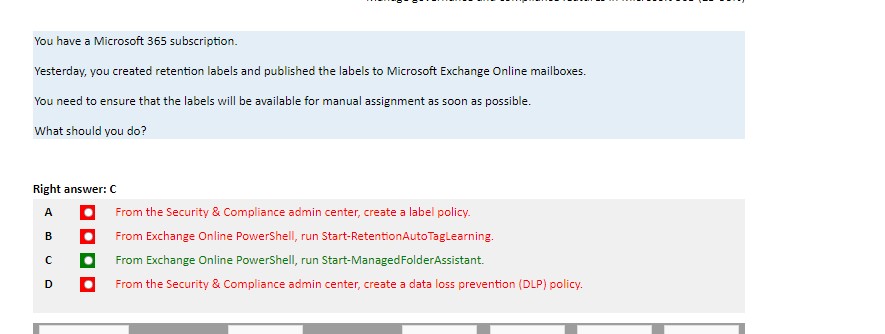 You have a Microsoft 365 subscription.
Yesterday, you created retention labels and published the labels to Microsoft Exchange Online mailboxes.
You need to ensure that the labels will be available for manual assignment as soon as possible.
What should you do?
Right answer: C
A From the Security & Compliance admin center, create a label policy.
B From Exchange Online PowerShell, run Start-RetentionAutoTagLearning.
C From Exchange Online PowerShell, run Start-ManagedFolderAssistant.
D From the Security & Compliance admin center, create a data loss prevention (DLP) policy.